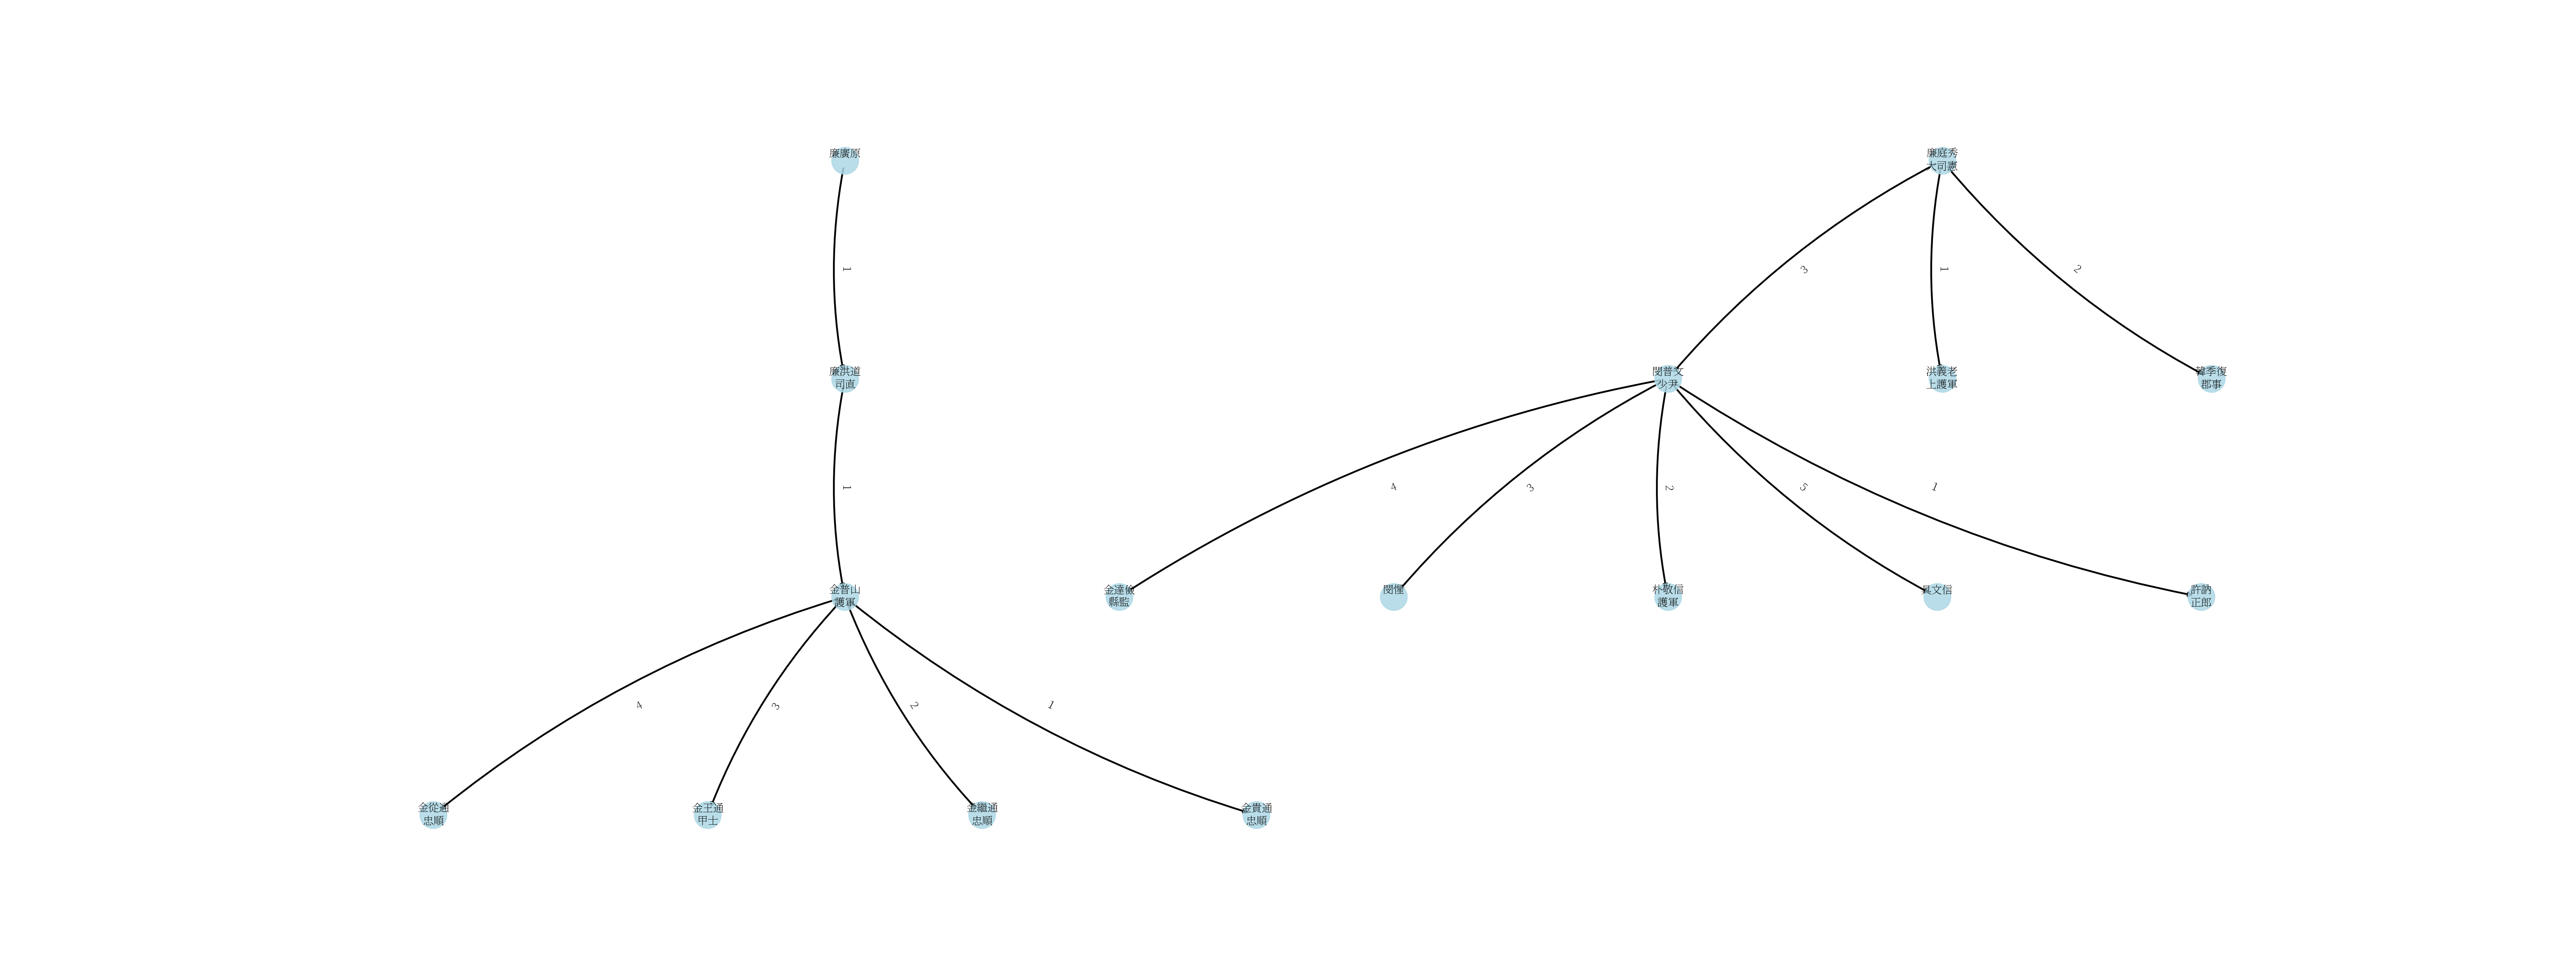 廉廣原
廉庭秀
大司憲
1
3
1
2
廉洪道
司直
閔普文
少尹
洪義老
上護軍
韓季復
郡事
1
4
3
2
5
1
金普山
護軍
金達儉
縣監
朴敬信
護軍
吳文信
許訥
正郎
4
3
2
1
金從通
忠順
金王通
甲士
金繼通
忠順
金貴通
忠順